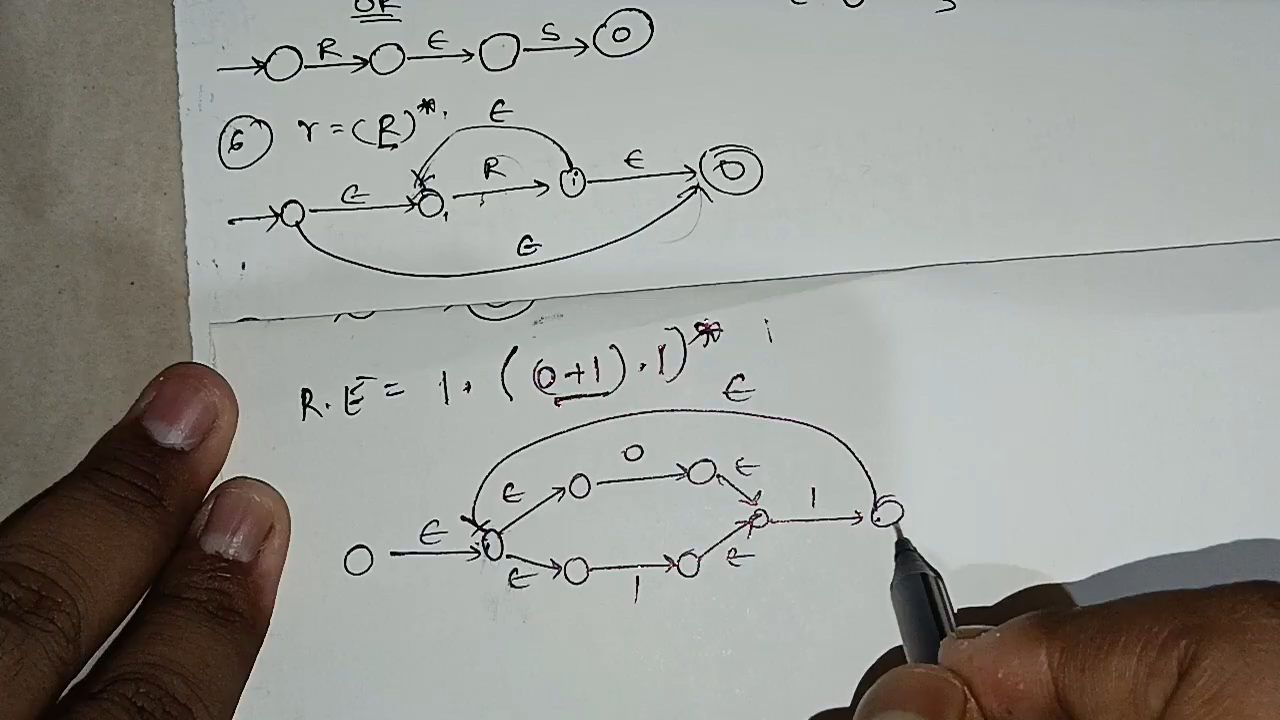 OR
R ϵ S
6 r = (R)*.
ϵ
ϵ R ϵ
ϵ
R.E = 1 . ( (0+1) . 1)*
ϵ
0
ϵ ϵ
ϵ 1
ϵ 1 ϵ